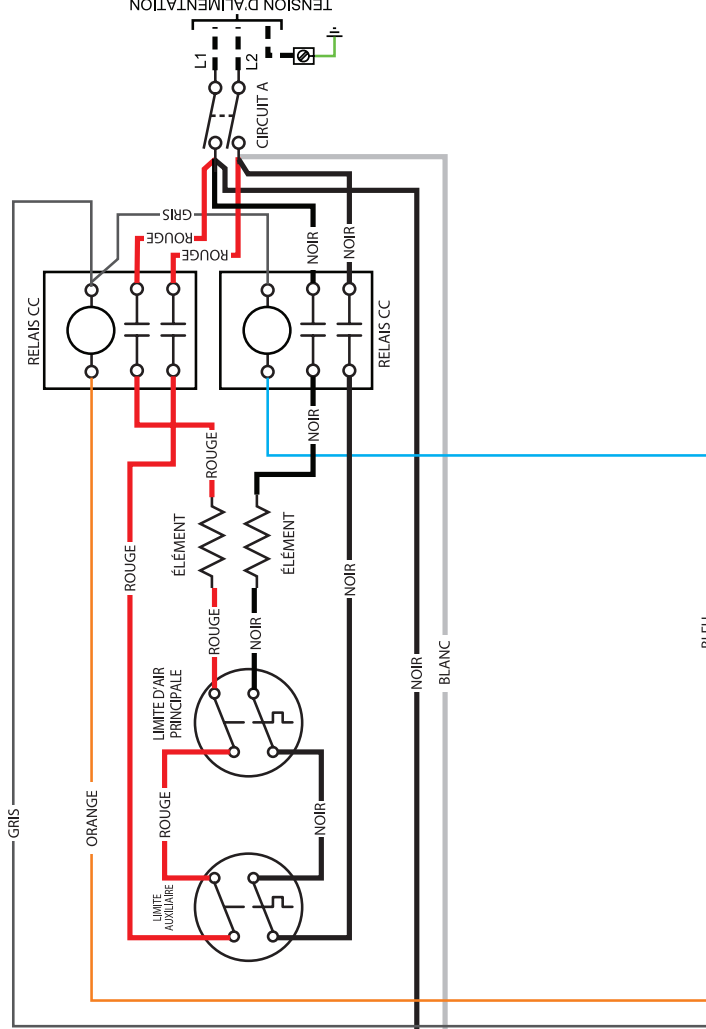 TENSION D'ALIMENTATION
L1
L2
CIRCUIT A
GRIS
ROUGE
ROUGE
NOIR
NOIR
RELAIS CC
RELAIS CC
NOIR
ROUGE
ÉLÉMENT
ÉLÉMENT
ROUGE
NOIR
ROUGE
NOIR
LIMITE D'AIR
PRINCIPALE
NOIR
BLANC
GRIS
ORANGE
ROUGE
NOIR
LIMITE
AUXILIAIRE